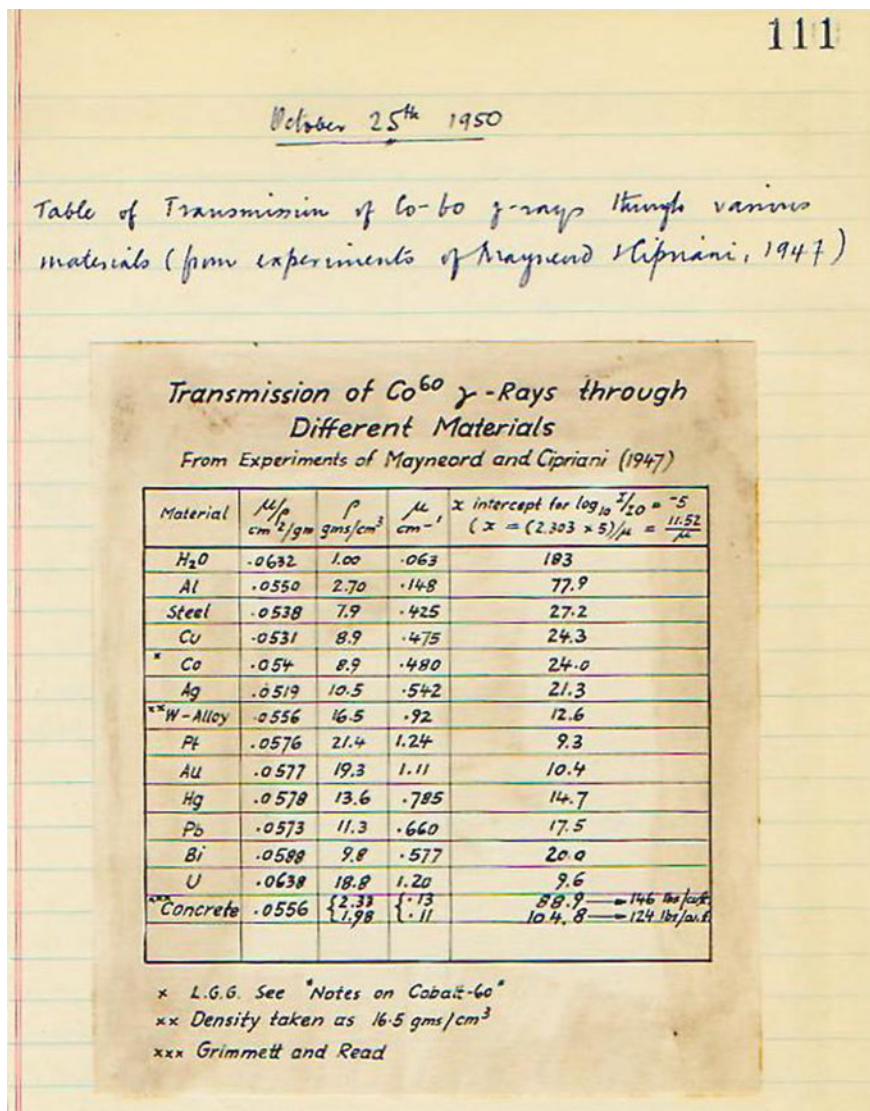 111
October 25th 1950
Table of Transmission of Co-60 γ-rays through various
materials (from experiments of Mayneord & Cipriani, 1947)
Transmission of Co60 γ-Rays through
Different Materials
From Experiments of Mayneord and Cipriani (1947)
Material μ/ρ cm2/gm ρ gms/cm3 μ cm-1 x intercept for log10 I/I0 = -5 (x = (2.303 x 5)/μ = 11.52/μ
H2O .0632 1.00 .063 183
Al .0550 2.70 .148 77.9
Steel .0538 7.9 .425 27.2
Cu .0531 8.9 .475 24.3
x Co .054 8.9 .480 24.0
Ag .0519 10.5 .542 21.3
xx W-Alloy .0556 16.5 .92 12.6
Pt .0576 21.4 1.24 9.3
Au .0577 19.3 1.11 10.4
Hg .0578 13.6 .785 14.7
Pb .0573 11.3 .660 17.5
Bi .0588 9.8 .577 20.0
U .0638 18.8 1.20 9.6
xxx Concrete .0556 {2.33 {.13 88.9 → 146 lbs/cu.f.
1.98 .11 104.8 → 124 lbs/cu.f.
x L.G.G. See "Notes on Cobalt-60"
xx Density taken as 16.5 gms/cm3
xxx Grimmett and Read